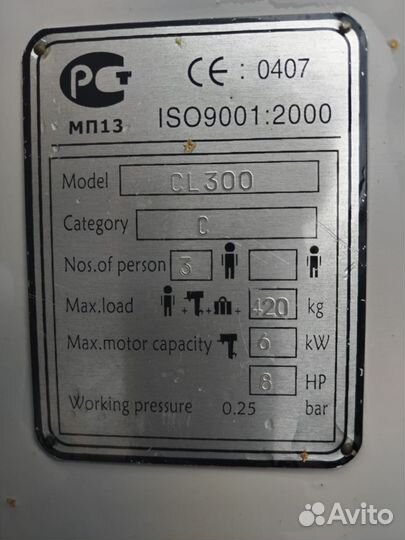 РСТ CE : 0407
МП13 ISO9001:2000
Model CL300
Category C
Nos.of person 3
Max.load + + + 420 kg
Max.motor capacity 6 kW
8 HP
Working pressure 0.25 bar
Avito